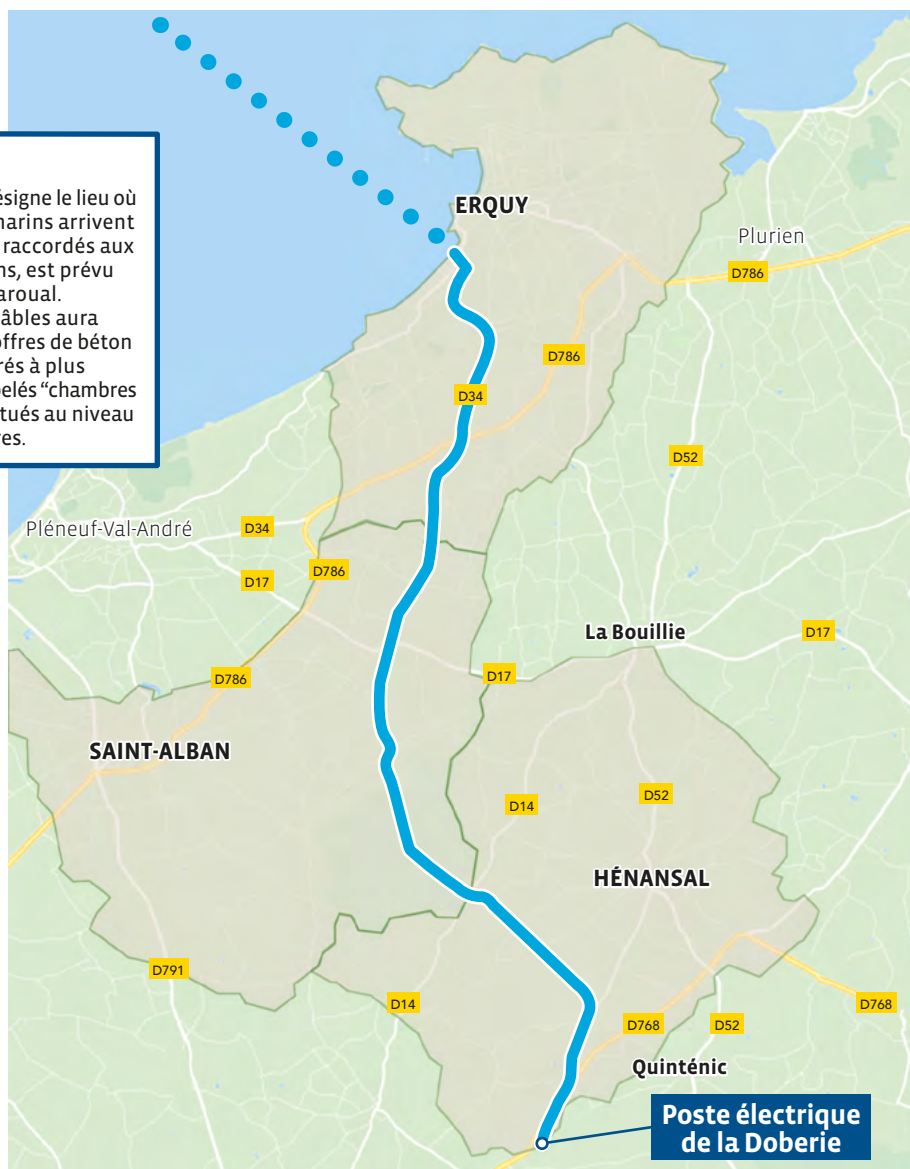 ésigne le lieu où
arins arrivent
raccordés aux
ns, est prévu
aroual.
âbles aura
offres de béton
rés à plus
pelés “chambres
tués au niveau
res.
ERQUY
Plurien
D786
D786
D34
D52
Pléneuf-Val-André
D34
D786
D17
La Bouillie
D17
D17
D786
SAINT-ALBAN
D14
D52
HÉNANSAL
D791
D14
D768
D768
D52
Quinténic
Poste électrique
de la Doberie